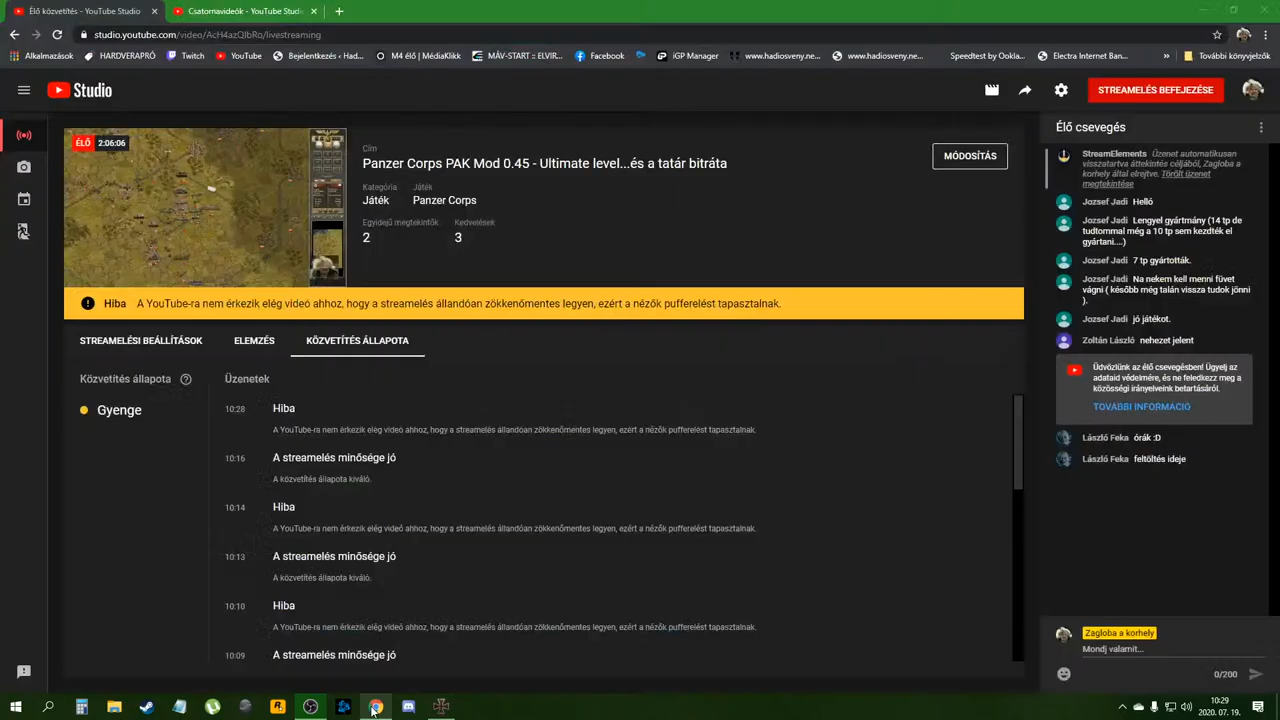 Élő közvetítés - YouTube Studio
Csatornavideók - YouTube Studio
studio.youtube.com/video/AcH4azQIbRo/livestreaming
Alkalmazások
HARDVERAPRÓ
Twitch
YouTube
Bejelentkezés ‹ Had...
M4 élő | MédiaKlikk
MÁV-START :: ELVIR...
Facebook
iGP Manager
www.hadiosveny.ne...
www.hadiosveny.ne...
Speedtest by Ookla...
Electra Internet Ban...
»
További könyvjelzők
Studio
STREAMELÉS BEFEJEZÉSE
ÉLŐ 2:06:06
Cím
Panzer Corps PAK Mod 0.45 - Ultimate level...és a tatár bitráta
MÓDOSÍTÁS
Kategória Játék
Játék Panzer Corps
Egyidejű megtekintők Kedvelések
2 3
Hiba A YouTube-ra nem érkezik elég videó ahhoz, hogy a streamelés állandóan zökkenőmentes legyen, ezért a nézők pufferelést tapasztalnak.
STREAMELÉSI BEÁLLÍTÁSOK
ELEMZÉS
KÖZVETÍTÉS ÁLLAPOTA
Közvetítés állapota
Gyenge
Üzenetek
10:28 Hiba
A YouTube-ra nem érkezik elég videó ahhoz, hogy a streamelés állandóan zökkenőmentes legyen, ezért a nézők pufferelést tapasztalnak.
10:16 A streamelés minősége jó
A közvetítés állapota kiváló.
10:14 Hiba
A YouTube-ra nem érkezik elég videó ahhoz, hogy a streamelés állandóan zökkenőmentes legyen, ezért a nézők pufferelést tapasztalnak.
10:13 A streamelés minősége jó
A közvetítés állapota kiváló.
10:10 Hiba
A YouTube-ra nem érkezik elég videó ahhoz, hogy a streamelés állandóan zökkenőmentes legyen, ezért a nézők pufferelést tapasztalnak.
10:09 A streamelés minősége jó
Élő csevegés
StreamElements Üzenet automatikusan
visszatartva áttekintés céljából, Zagloba a
korhely által elrejtve. Törölt üzenet
megtekintése
Jozsef Jadi Helló
Jozsef Jadi Lengyel gyártmány (14 tp de
tudtommal még a 10 tp sem kezdték el
gyártani....)
Jozsef Jadi 7 tp gyártották.
Jozsef Jadi Na nekem kell menni füvet
vágni ( később még talán vissza tudok jönni
).
Jozsef Jadi jó játékot.
Zoltán László nehezet jelent
Üdvözlünk az élő csevegésben! Ügyelj az
adataid védelmére, és ne feledkezz meg a
közösségi irányelveink betartásáról.
TOVÁBBI INFORMÁCIÓ
László Feka órák :D
László Feka feltöltés ideje
Zagloba a korhely
Mondj valamit...
0/200
10:29
2020. 07. 19.